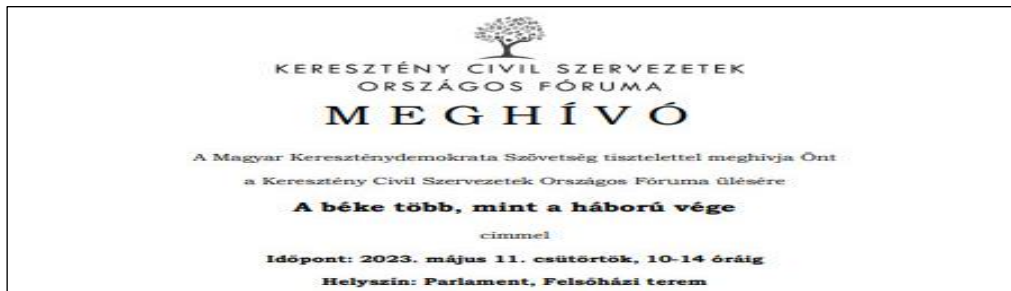 KERESZTÉNY CIVIL SZERVEZETEK
ORSZÁGOS FÓRUMA
MEGHÍVÓ
A Magyar Kereszténydemokrata Szövetség tisztelettel meghívja Önt
a Keresztény Civil Szervezetek Országos Fóruma ülésére
A béke több, mint a háború vége
címmel
Időpont: 2023. május 11. csütörtök, 10-14 óráig
Helyszín: Parlament, Felsőházi terem